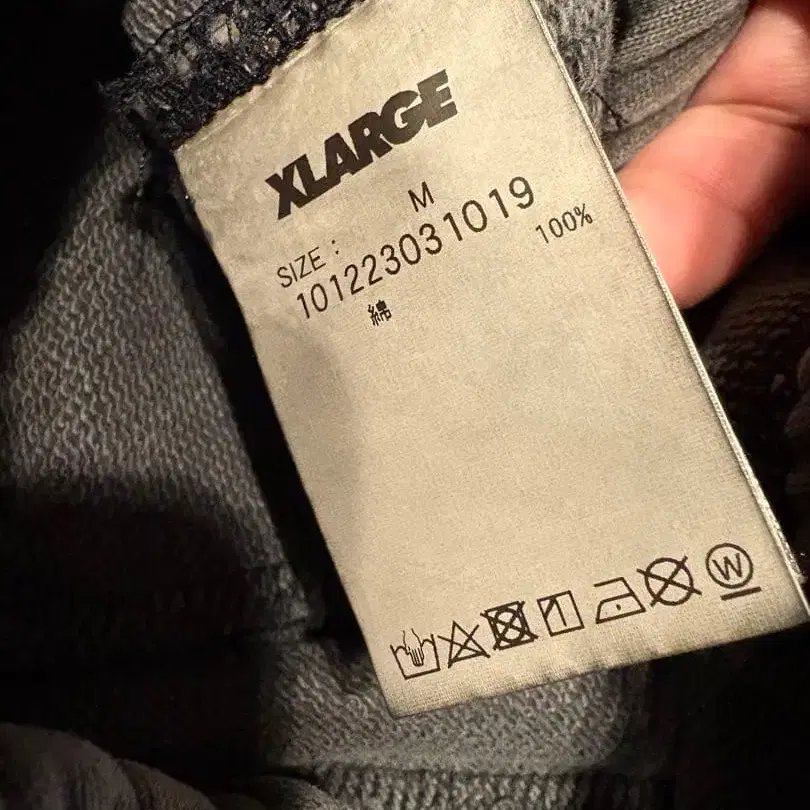 XLARGE
SIZE : M
101223031019
綿 100%
W